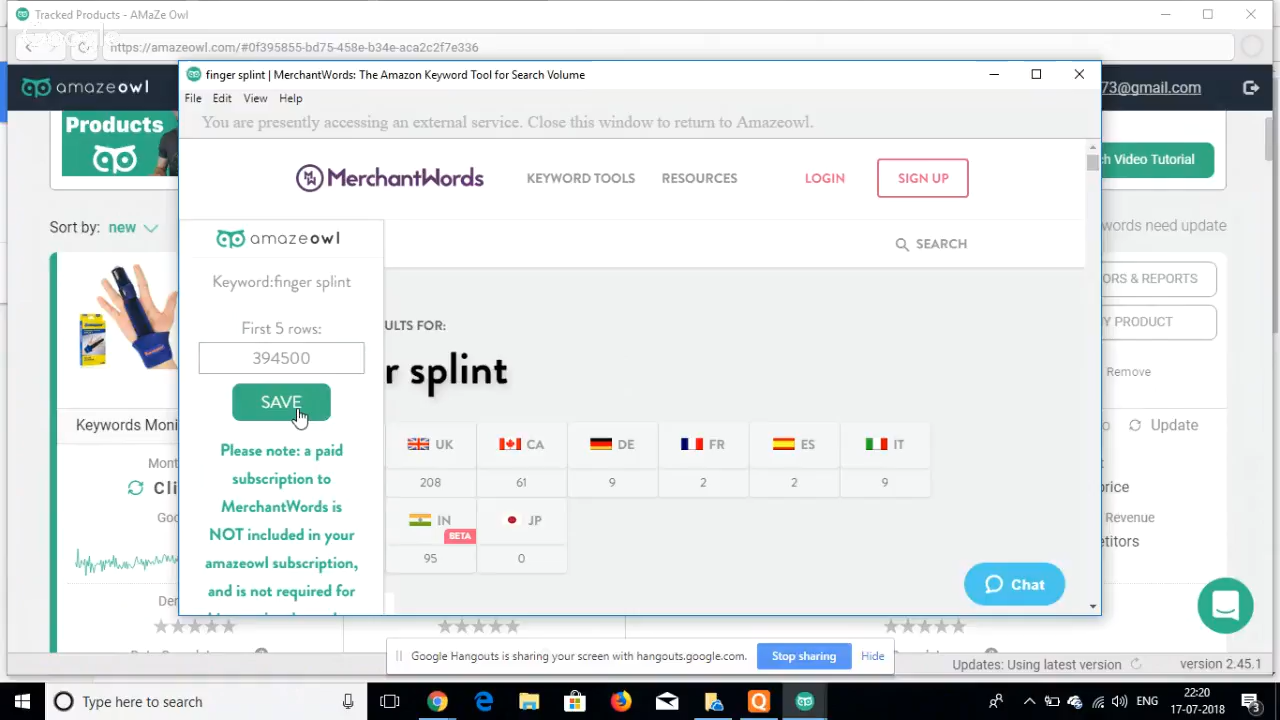 Tracked Products - AMaZe Owl
https://amazeowl.com/#0f395855-bd75-458e-b34e-aca2c2f7e336
amazeowl
73@gmail.com
finger splint | MerchantWords: The Amazon Keyword Tool for Search Volume
File Edit View Help
You are presently accessing an external service. Close this window to return to Amazeowl.
Products
ch Video Tutorial
MerchantWords
KEYWORD TOOLS
RESOURCES
LOGIN
SIGN UP
Sort by: new
words need update
amazeowl
SEARCH
Keyword:finger splint
ORS & REPORTS
First 5 rows:
ULTS FOR:
Y PRODUCT
394500
r splint
Remove
SAVE
Keywords Moni
Update
UK CA DE FR ES IT
208 61 9 2 2 9
Please note: a paid
subscription to
MerchantWords is
NOT included in your
amazeowl subscription,
and is not required for
Mont
Cli
rice
Goo
Revenue
IN
BETA
JP
etitors
95 0
Chat
Der
Google Hangouts is sharing your screen with hangouts.google.com.
Stop sharing
Hide
Updates: Using latest version
version 2.45.1
Type here to search
ENG
22:20
17-07-2018
3